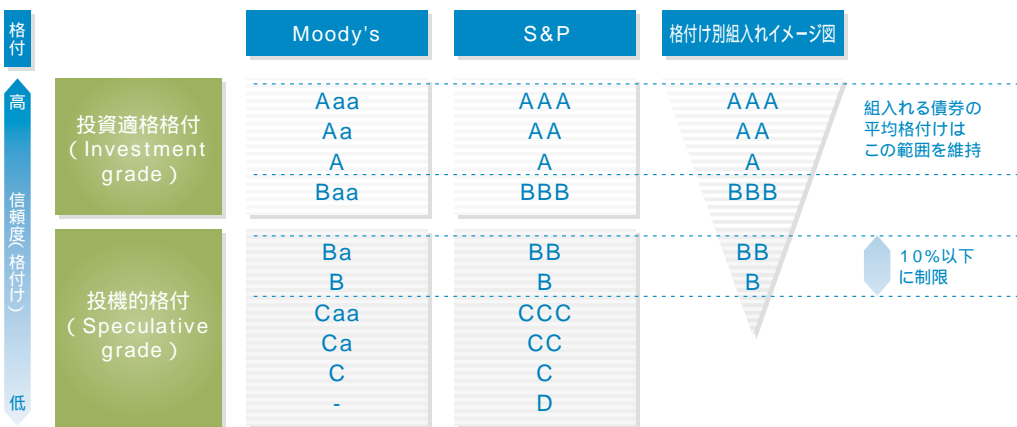 格付
Moody's
S&P
格付け別組入れイメージ図
高
信頼度(格付け)
低
投資適格格付
(Investment
grade)
Aaa
Aa
A
Baa
AAA
AA
A
BBB
AAA
AA
A
BBB
組入れる債券の
平均格付けは
この範囲を維持
投機的格付
(Speculative
grade)
Ba
B
Caa
Ca
C
-
BB
B
CCC
CC
C
D
BB
B
10%以下
に制限